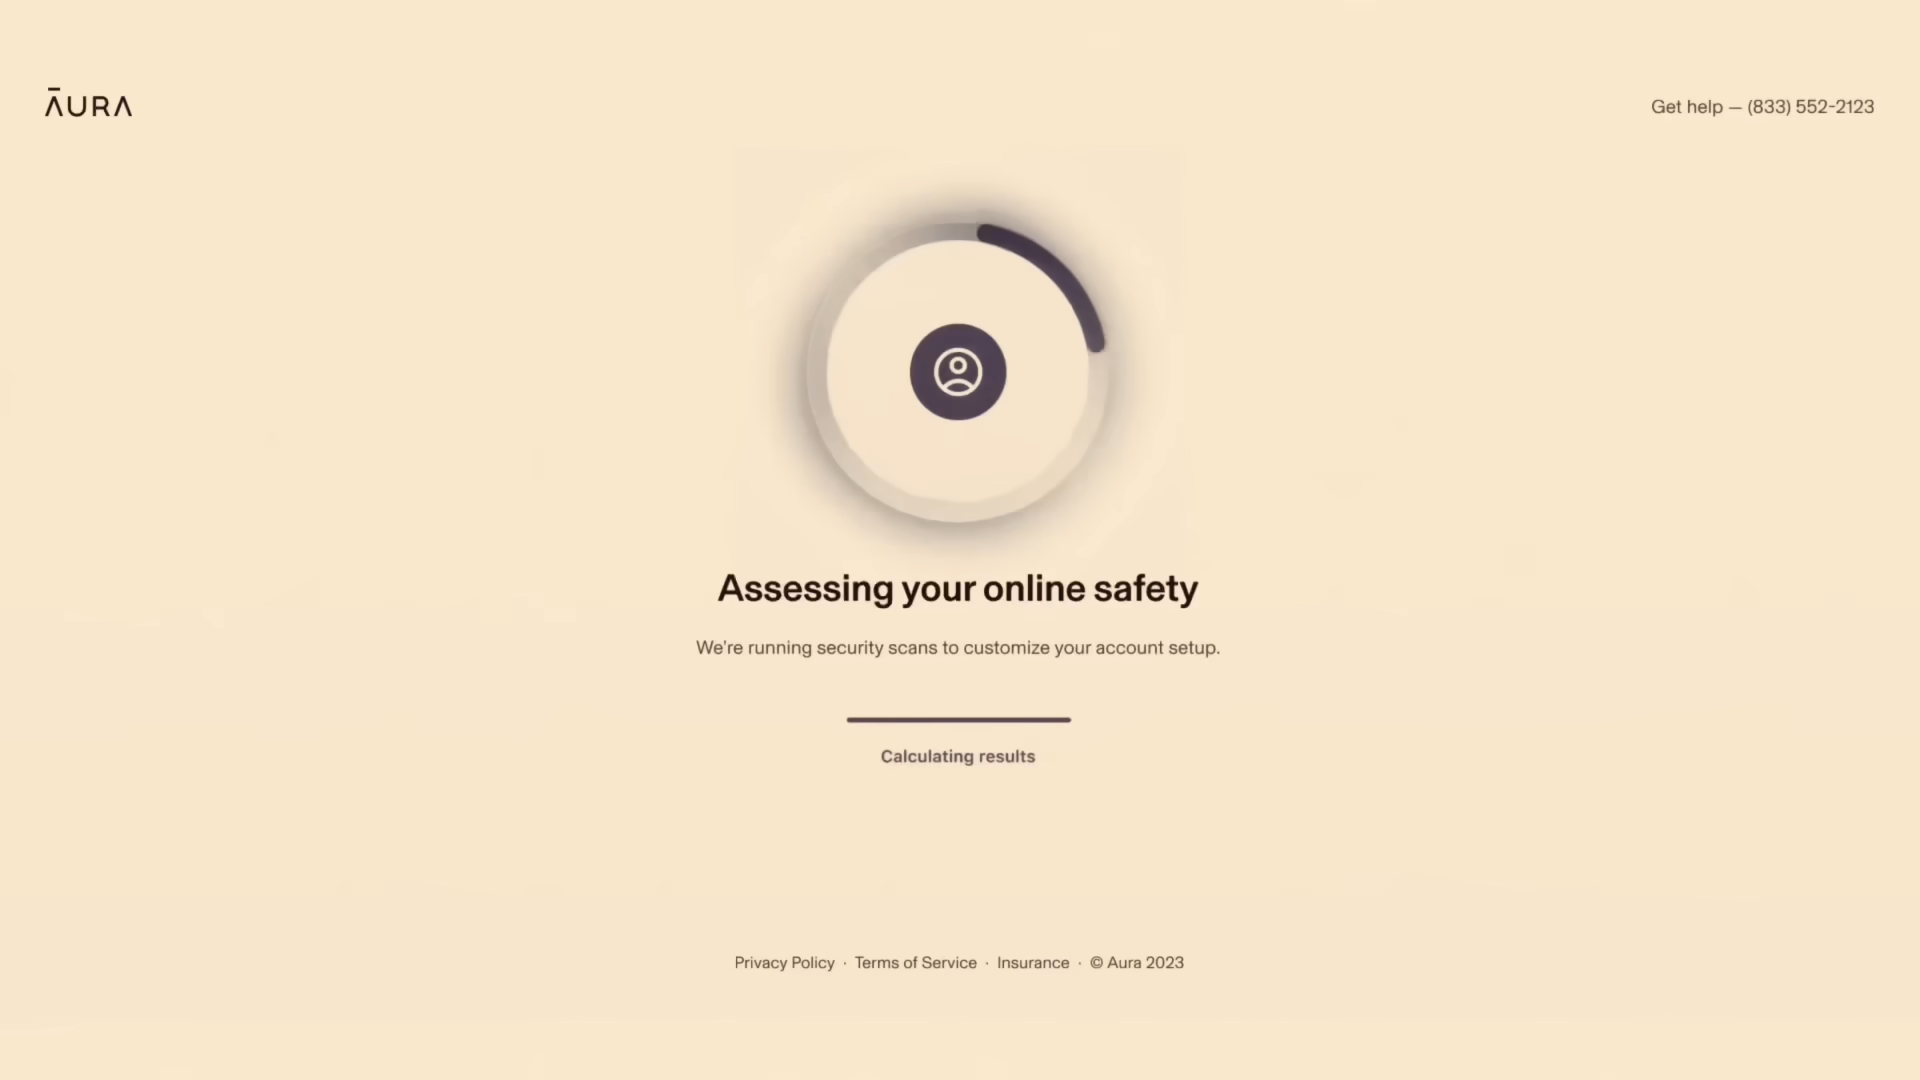 ĀURA
Get help — (833) 552-2123
Assessing your online safety
We're running security scans to customize your account setup.
Calculating results
Privacy Policy · Terms of Service · Insurance · © Aura 2023